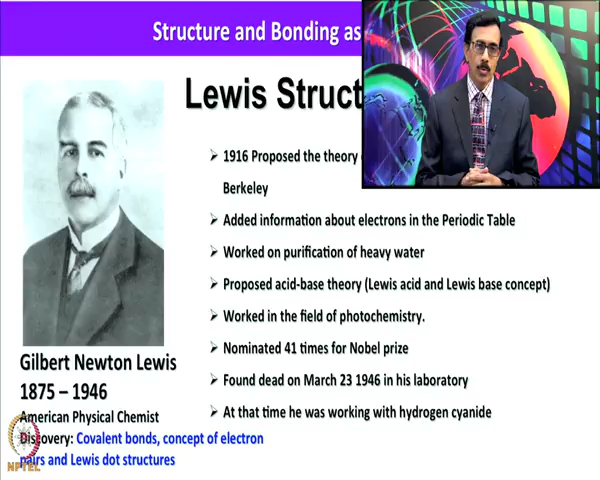 Structure and Bonding as
Lewis Struct
1916 Proposed the theory
Berkeley
Added information about electrons in the Periodic Table
Worked on purification of heavy water
Proposed acid-base theory (Lewis acid and Lewis base concept)
Worked in the field of photochemistry.
Nominated 41 times for Nobel prize
Found dead on March 23 1946 in his laboratory
At that time he was working with hydrogen cyanide
Gilbert Newton Lewis
1875 – 1946
American Physical Chemist
Discovery: Covalent bonds, concept of electron
pairs and Lewis dot structures
NPTEL